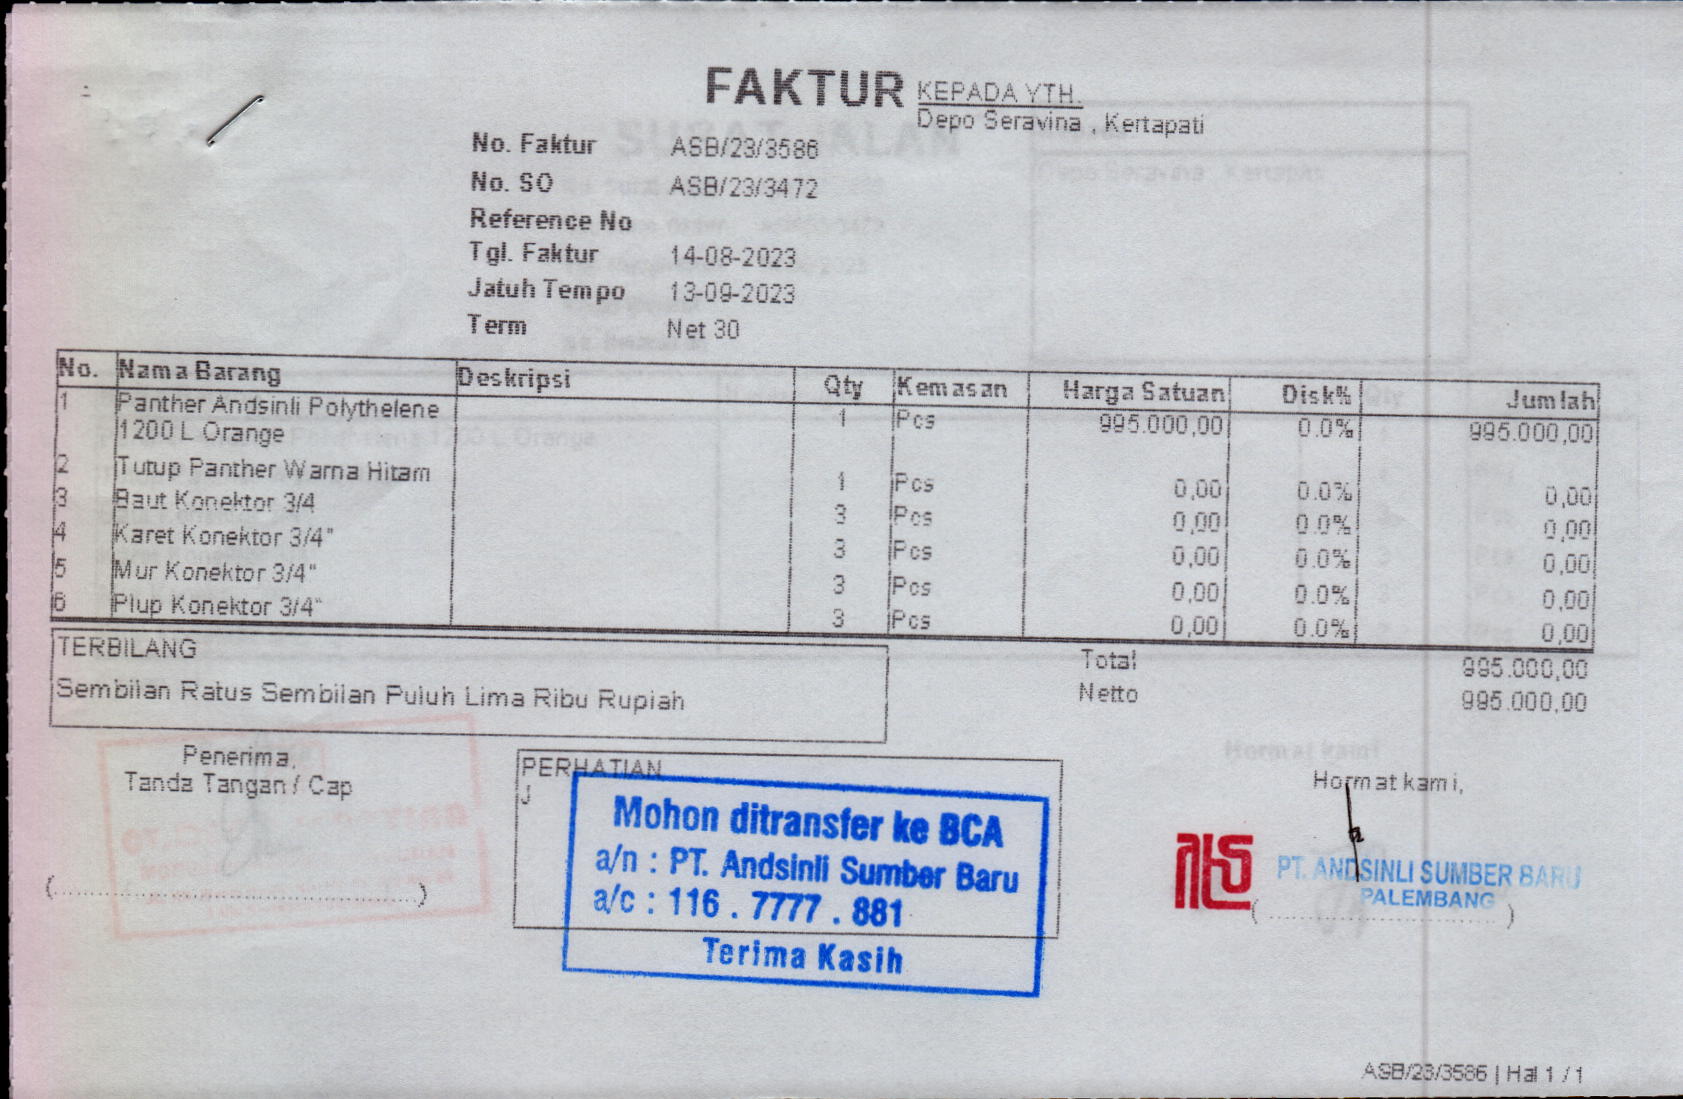 FAKTUR
KEPADA YTH.
Depo Seravina , Kertapati
No. Faktur ASB/23/3586
No. SO ASB/23/3472
Reference No
Tgl. Faktur 14-08-2023
Jatuh Tempo 13-09-2023
Term Net 30
No. Nama Barang Deskripsi Qty Kemasan Harga Satuan Disk% Jumlah
1 Panther Andsinli Polythelene 1 Pcs 995.000,00 0.0% 995.000,00
1200 L Orange
2 Tutup Panther Warna Hitam 1 Pcs 0,00 0.0% 0,00
3 Baut Konektor 3/4 3 Pcs 0,00 0.0% 0,00
4 Karet Konektor 3/4" 3 Pcs 0,00 0.0% 0,00
5 Mur Konektor 3/4" 3 Pcs 0,00 0.0% 0,00
6 Plup Konektor 3/4" 3 Pcs 0,00 0.0% 0,00
TERBILANG
Sembilan Ratus Sembilan Puluh Lima Ribu Rupiah
Total 995.000,00
Netto 995.000,00
Penerima,
Tanda Tangan / Cap
(................................................)
PERHATIAN
J
Mohon ditransfer ke BCA
a/n : PT. Andsinli Sumber Baru
a/c : 116 . 7777 . 881
Terima Kasih
Hormat kami,
PT. ANDSINLI SUMBER BARU
PALEMBANG
(................................)
ASB/23/3586 | Hal 1 / 1